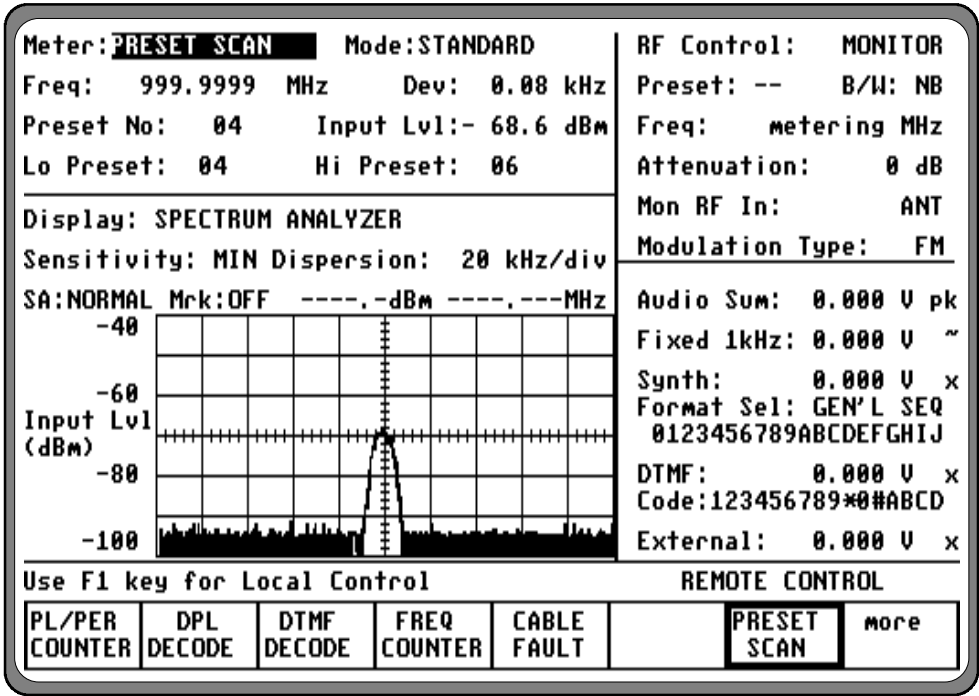 Meter:PRESET SCAN Mode:STANDARD
Freq: 999.9999 MHz Dev: 0.08 kHz
Preset No: 04 Input Lvl:- 68.6 dBm
Lo Preset: 04 Hi Preset: 06
Display: SPECTRUM ANALYZER
Sensitivity: MIN Dispersion: 20 kHz/div
SA:NORMAL Mrk:OFF ----.-dBm ----.---MHz
-40
-60
Input Lvl
(dBm)
-80
-100
RF Control: MONITOR
Preset: -- B/W: NB
Freq: metering MHz
Attenuation: 0 dB
Mon RF In: ANT
Modulation Type: FM
Audio Sum: 0.000 V pk
Fixed 1kHz: 0.000 V ~
Synth: 0.000 V x
Format Sel: GEN'L SEQ
0123456789ABCDEFGHIJ
DTMF: 0.000 V x
Code:123456789*0#ABCD
External: 0.000 V x
Use F1 key for Local Control REMOTE CONTROL
PL/PER
COUNTER
DPL
DECODE
DTMF
DECODE
FREQ
COUNTER
CABLE
FAULT
PRESET
SCAN
more